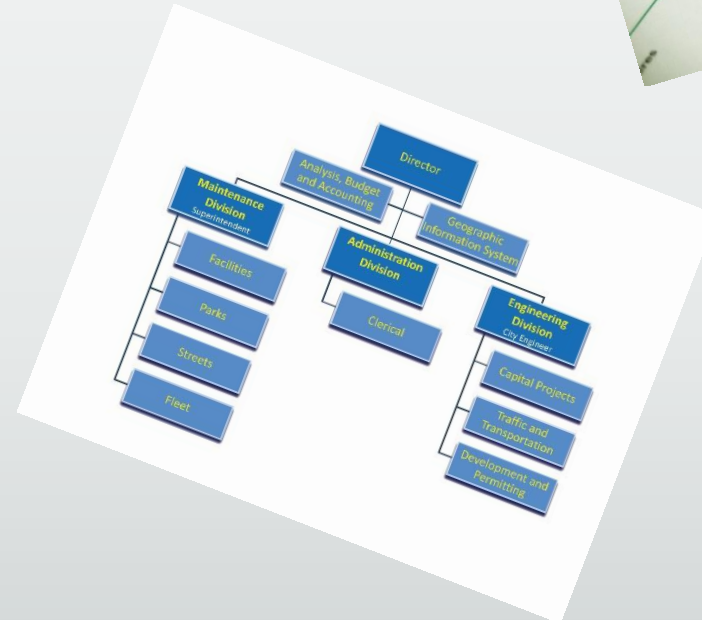 Director
Analysis, Budget
and Accounting
Geographic
Information System
Maintenance
Division
Superintendent
Facilities
Parks
Streets
Fleet
Administration
Division
Clerical
Engineering
Division
City Engineer
Capital Projects
Traffic and
Transportation
Development and
Permitting